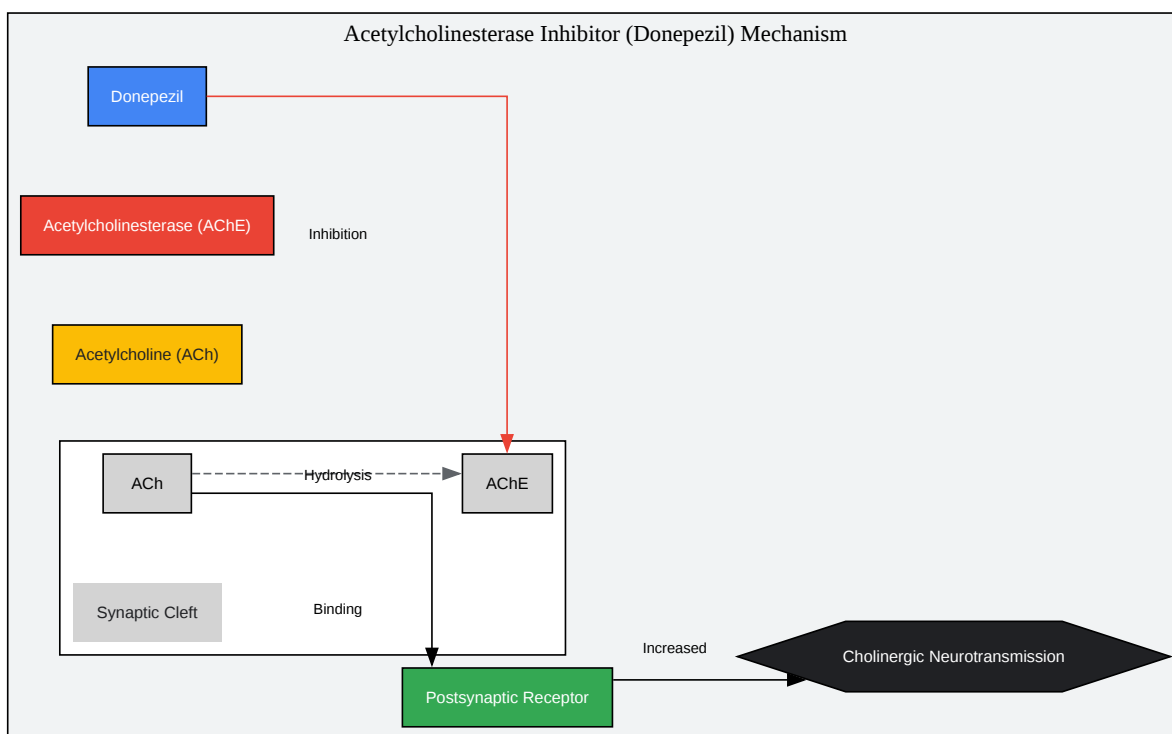 Acetylcholinesterase Inhibitor (Donepezil) Mechanism
Donepezil
Acetylcholinesterase (AChE)
Inhibition
Acetylcholine (ACh)
ACh
Hydrolysis
AChE
Synaptic Cleft
Binding
Increased
Cholinergic Neurotransmission
Postsynaptic Receptor